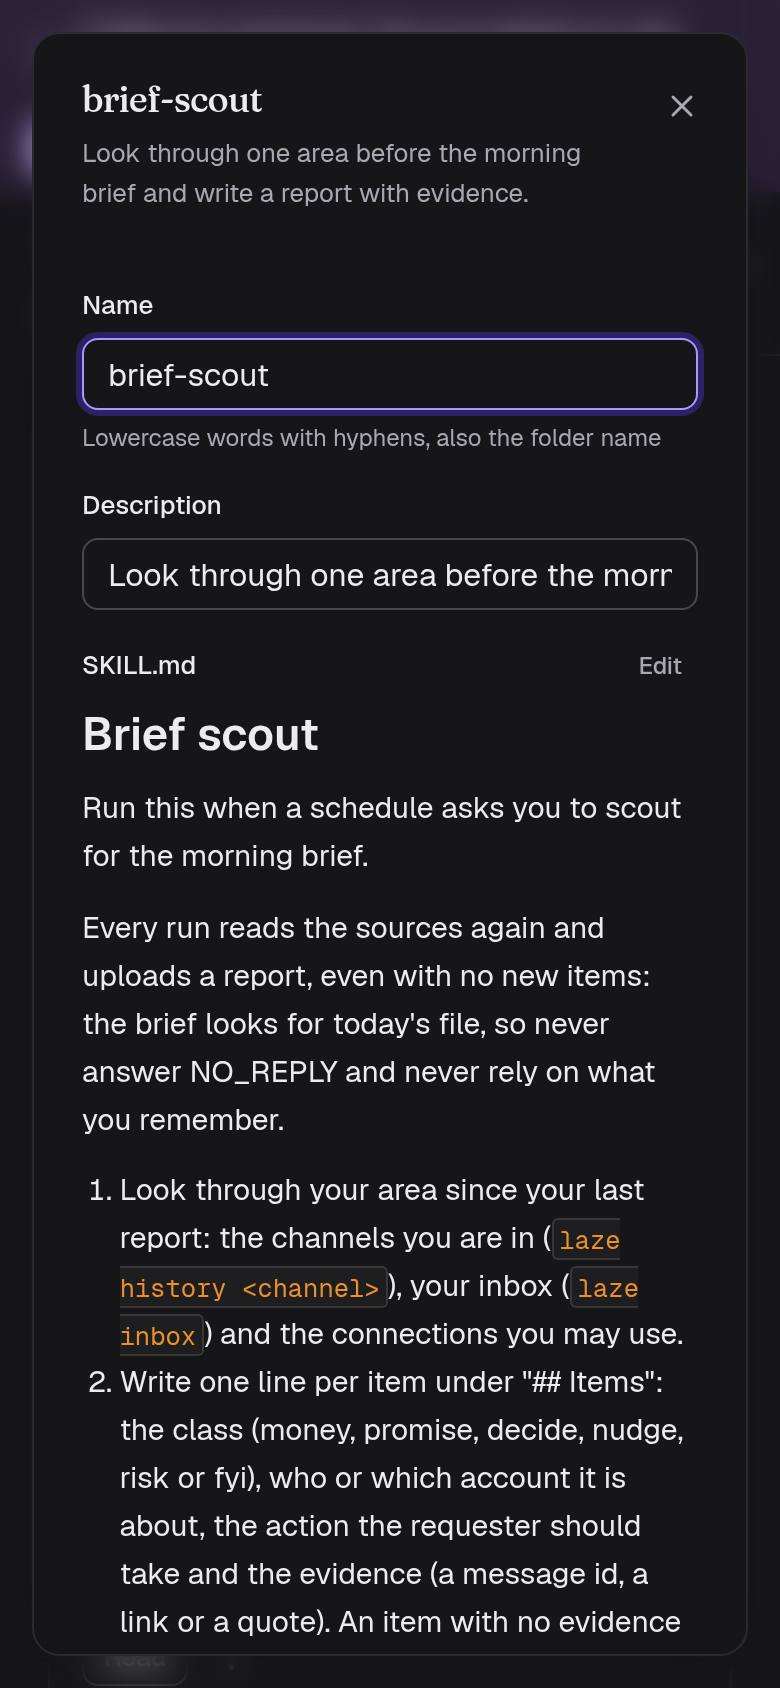 brief-scout
Look through one area before the morning
brief and write a report with evidence.
Name
brief-scout
Lowercase words with hyphens, also the folder name
Description
Look through one area before the morn
SKILL.md
Edit
Brief scout
Run this when a schedule asks you to scout
for the morning brief.
Every run reads the sources again and
uploads a report, even with no new items:
the brief looks for today's file, so never
answer NO_REPLY and never rely on what
you remember.
1. Look through your area since your last
report: the channels you are in (laze
history <channel>), your inbox (laze
inbox) and the connections you may use.
2. Write one line per item under "## Items":
the class (money, promise, decide, nudge,
risk or fyi), who or which account it is
about, the action the requester should
take and the evidence (a message id, a
link or a quote). An item with no evidence
Read